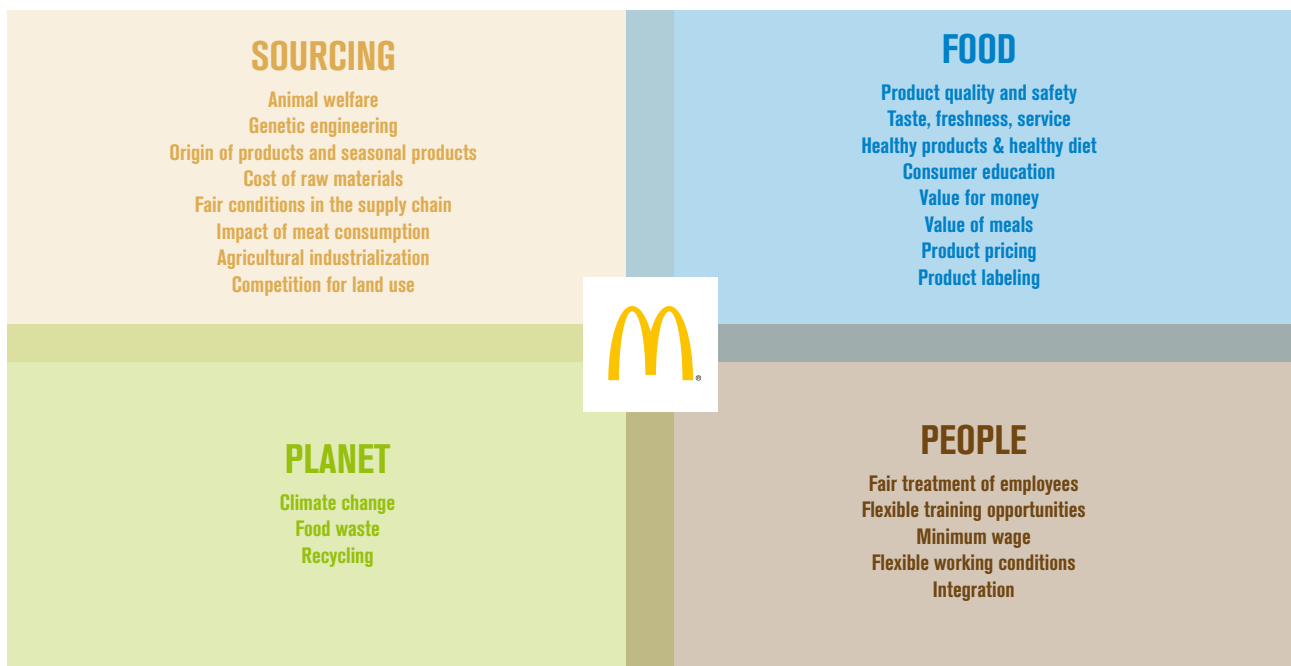 SOURCING
Animal welfare
Genetic engineering
Origin of products and seasonal products
Cost of raw materials
Fair conditions in the supply chain
Impact of meat consumption
Agricultural industrialization
Competition for land use
FOOD
Product quality and safety
Taste, freshness, service
Healthy products & healthy diet
Consumer education
Value for money
Value of meals
Product pricing
Product labeling
®
PLANET
Climate change
Food waste
Recycling
PEOPLE
Fair treatment of employees
Flexible training opportunities
Minimum wage
Flexible working conditions
Integration